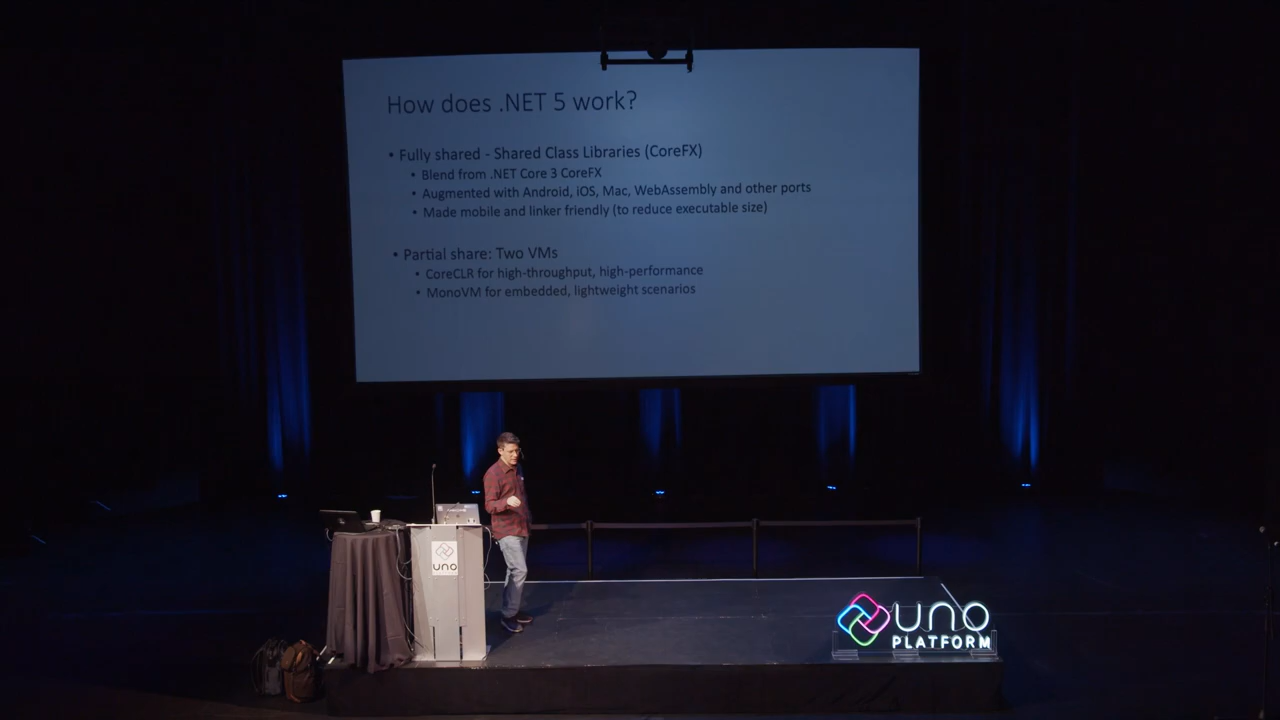 How does .NET 5 work?
• Fully shared - Shared Class Libraries (CoreFX)
• Blend from .NET Core 3 CoreFX
• Augmented with Android, iOS, Mac, WebAssembly and other ports
• Made mobile and linker friendly (to reduce executable size)
• Partial share: Two VMs
• CoreCLR for high-throughput, high-performance
• MonoVM for embedded, lightweight scenarios
uno
UNO
PLATFORM